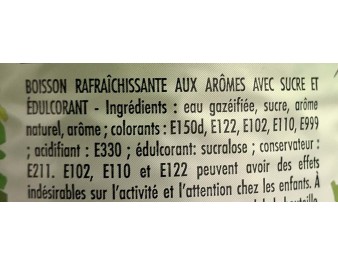 BOISSON RAFRAÎCHISSANTE AUX ARÔMES AVEC SUCRE ET
ÉDULCORANT - Ingrédients : eau gazéifiée, sucre, arôme
naturel, arôme ; colorants : E150d, E122, E102, E110, E999
; acidifiant : E330 ; édulcorant: sucralose ; conservateur :
E211. E102, E110 et E122 peuvent avoir des effets
indésirables sur l'activité et l'attention chez les enfants. À